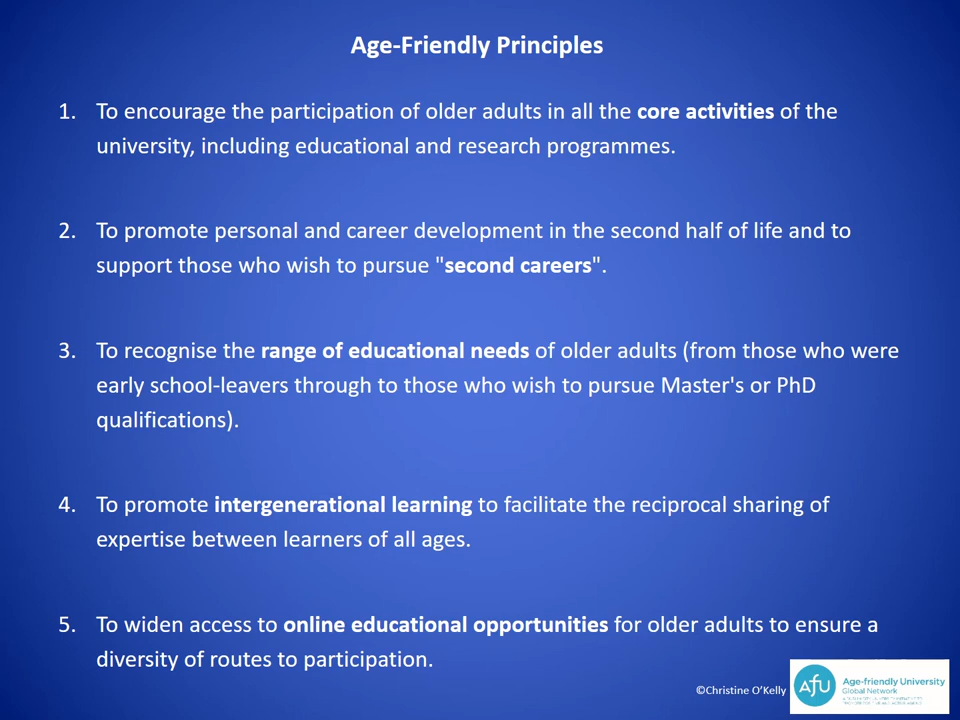 Age-Friendly Principles
1. To encourage the participation of older adults in all the core activities of the
university, including educational and research programmes.
2. To promote personal and career development in the second half of life and to
support those who wish to pursue "second careers".
3. To recognise the range of educational needs of older adults (from those who were
early school-leavers through to those who wish to pursue Master's or PhD
qualifications).
4. To promote intergenerational learning to facilitate the reciprocal sharing of
expertise between learners of all ages.
5. To widen access to online educational opportunities for older adults to ensure a
diversity of routes to participation.
©Christine O'Kelly
AfU
Age-friendly University
Global Network